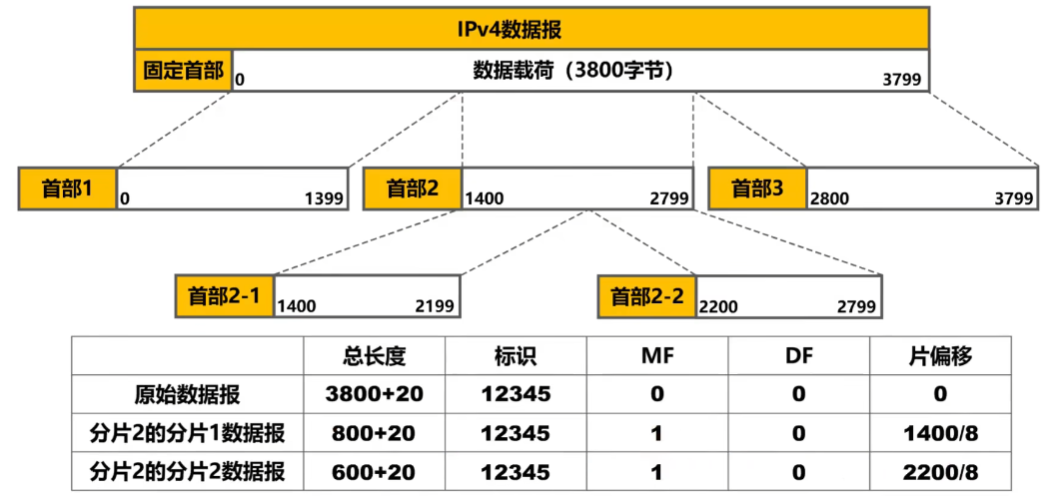 IPv4数据报
固定首部 0 数据载荷（3800字节） 3799
首部1 0 1399 首部2 1400 2799 首部3 2800 3799
首部2-1 1400 2199 首部2-2 2200 2799
总长度 标识 MF DF 片偏移
原始数据报 3800+20 12345 0 0 0
分片2的分片1数据报 800+20 12345 1 0 1400/8
分片2的分片2数据报 600+20 12345 1 0 2200/8